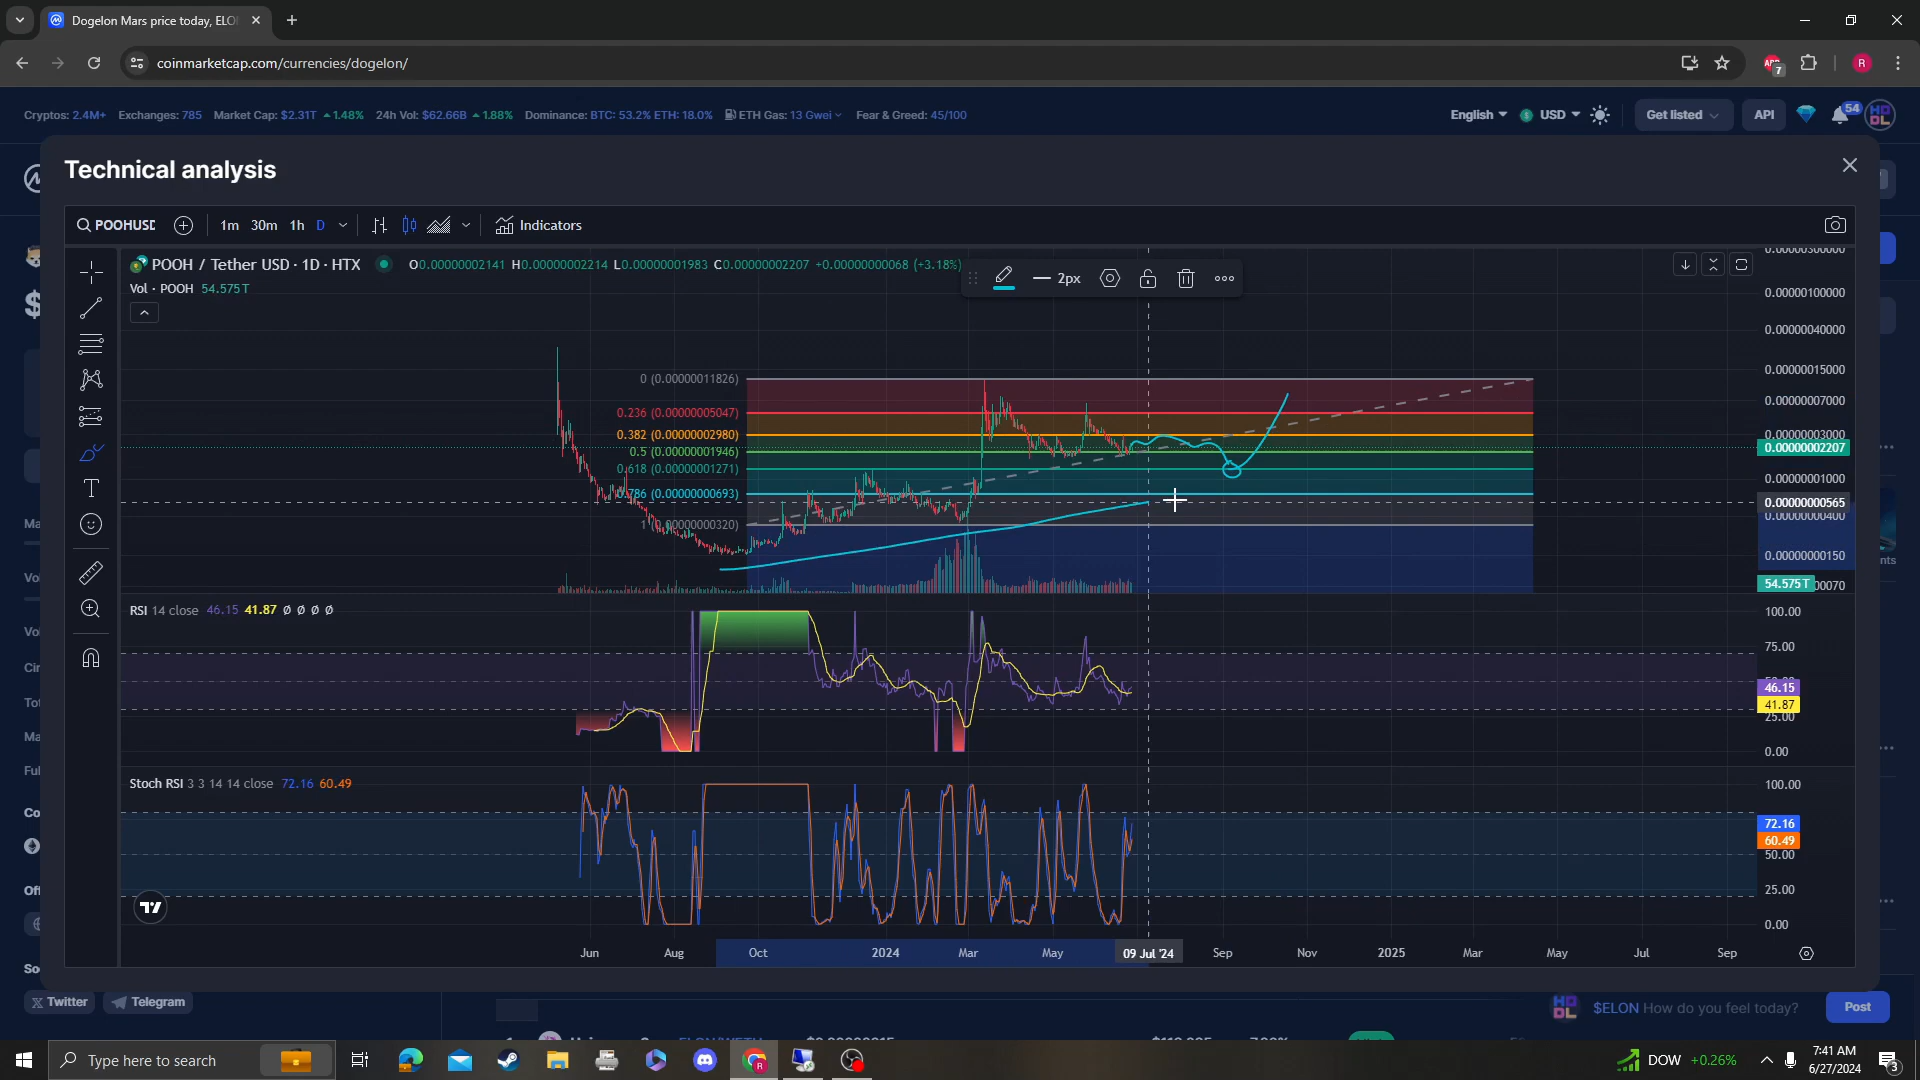 Dogelon Mars price today, ELO
coinmarketcap.com/currencies/dogelon/
7
R
Cryptos: 2.4M+ Exchanges: 785 Market Cap: $2.31T 1.48% 24h Vol: $62.66B 1.88% Dominance: BTC: 53.2% ETH: 18.0% ETH Gas: 13 Gwei Fear & Greed: 45/100
English USD Get listed API 54
Technical analysis
POOHUSD 1m 30m 1h D Indicators
POOH / Tether USD · 1D · HTX O0.00000002141 H0.00000002214 L0.00000001983 C0.00000002207 +0.00000000068 (+3.18%)
2px
Vol · POOH 54.575T
0.00000300000
0.00000100000
0.00000040000
0.00000015000
0.00000007000
0.00000003000
0.00000002207
0.00000001000
0.00000000565
0.00000000400
0.00000000150
54.575T
0070
0 (0.00000011826)
0.236 (0.00000005047)
0.382 (0.00000002980)
0.5 (0.00000001946)
0.618 (0.00000001271)
0.786 (0.00000000693)
1 (0.00000000320)
RSI 14 close 46.15 41.87 Ø Ø Ø Ø
100.00
75.00
46.15
41.87
25.00
0.00
Stoch RSI 3 3 14 14 close 72.16 60.49
100.00
72.16
60.49
50.00
25.00
0.00
Jun Aug Oct 2024 Mar May 09 Jul '24 Sep Nov 2025 Mar May Jul Sep
Twitter Telegram
$ELON How do you feel today? Post
Type here to search
DOW +0.26%
7:41 AM
6/27/2024
3